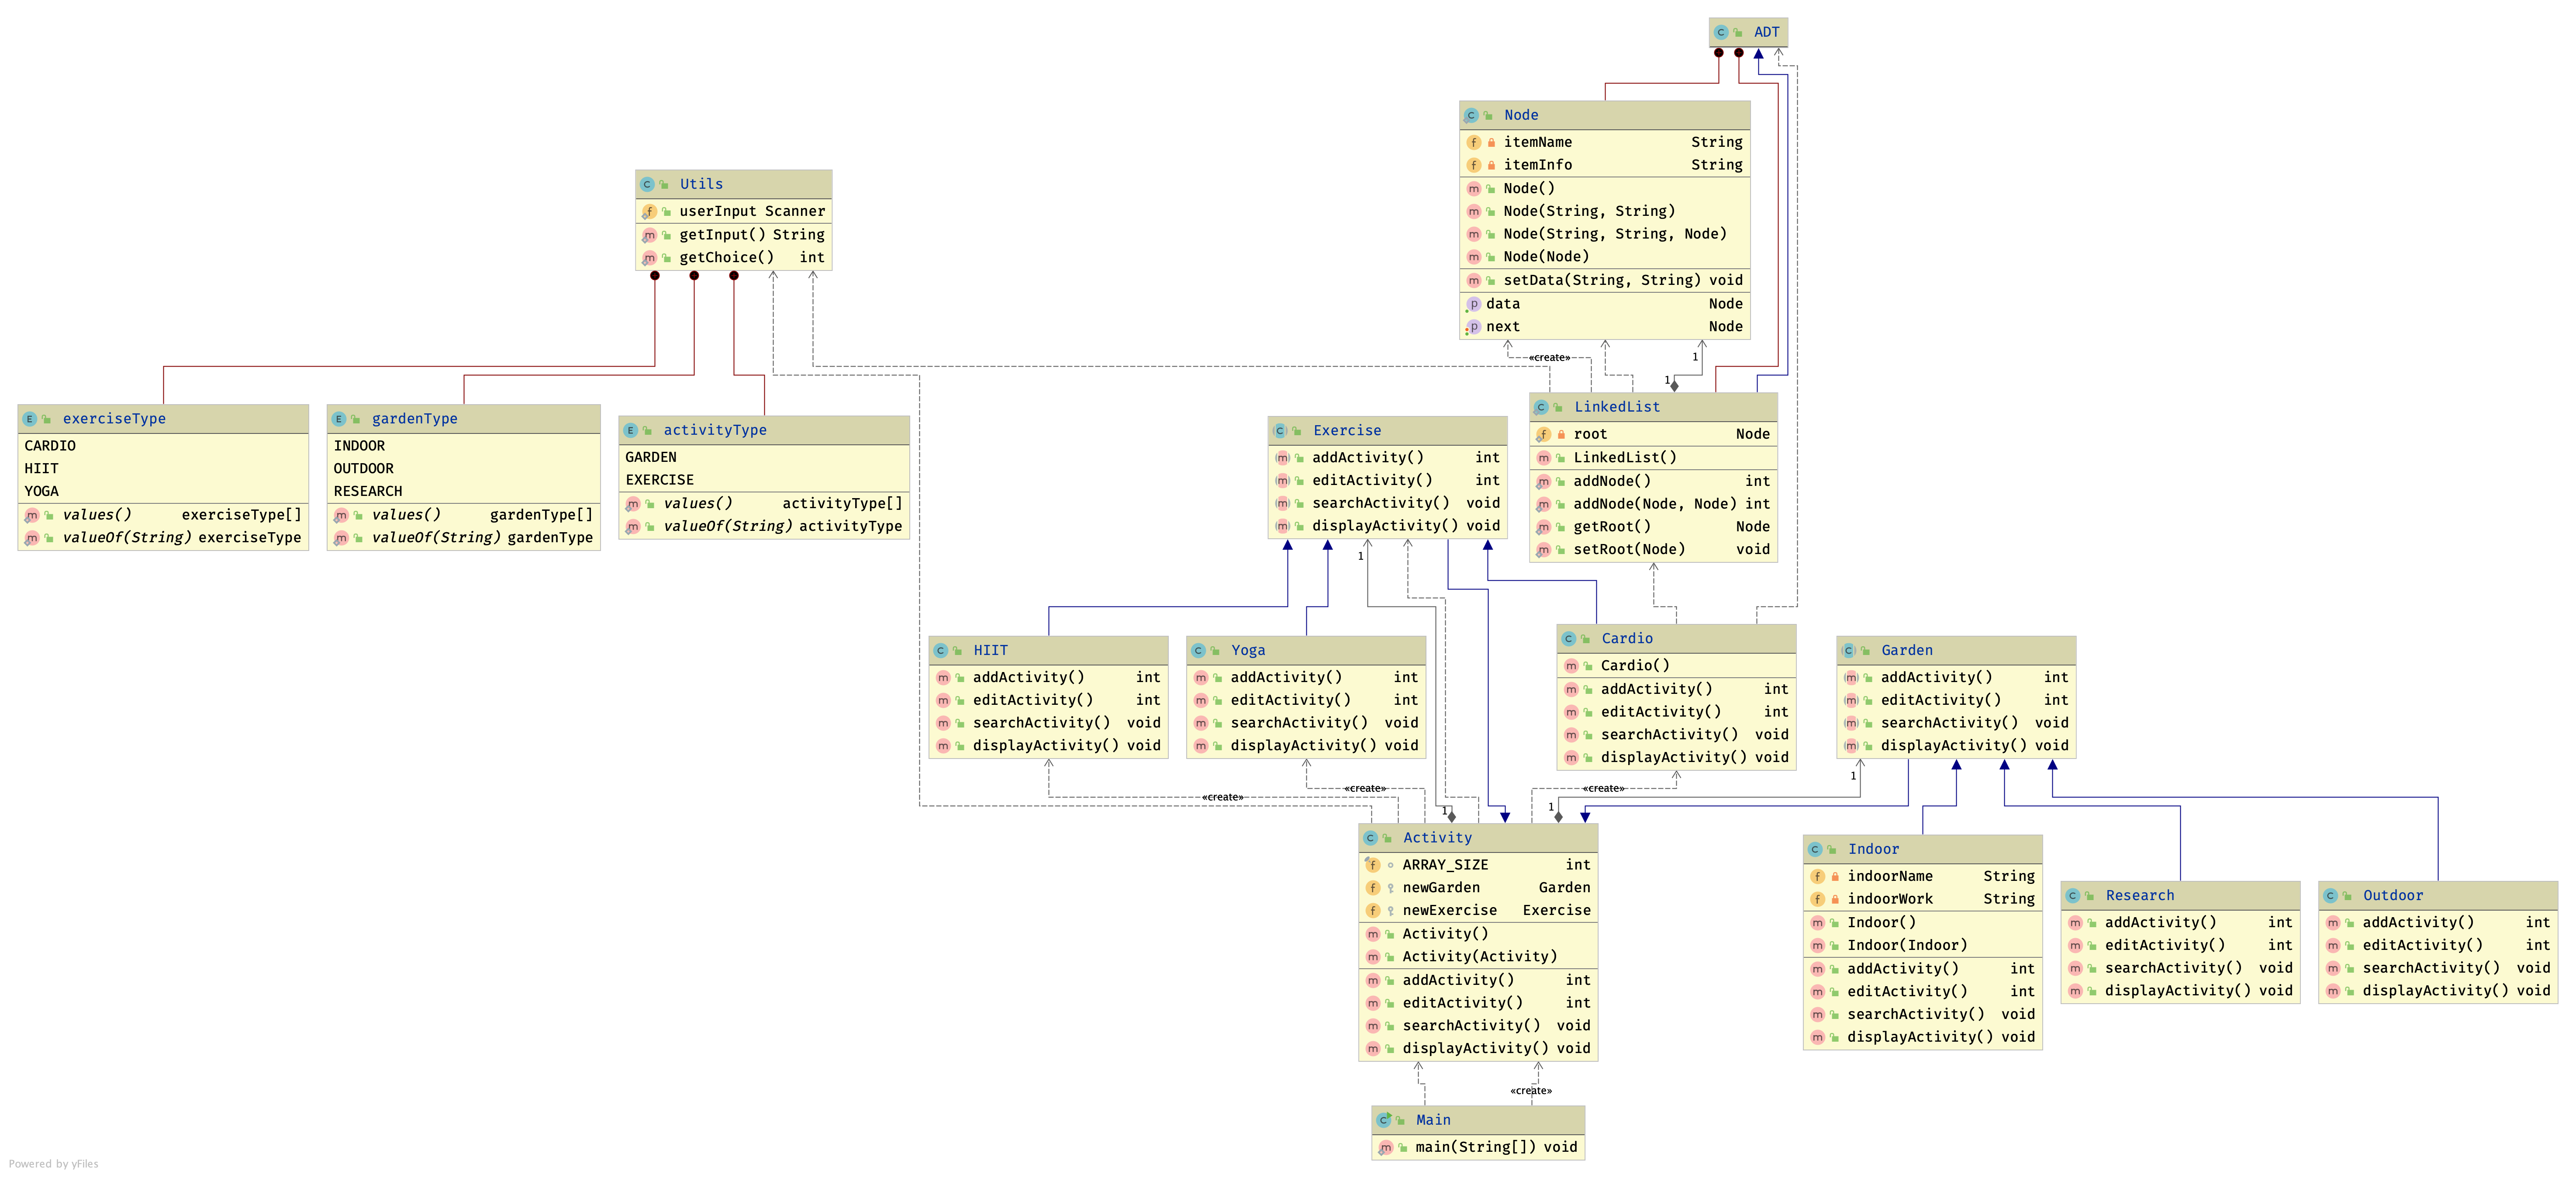 ADT
Node
itemName String
itemInfo String
Node()
Node(String, String)
Node(String, String, Node)
Node(Node)
setData(String, String) void
data Node
next Node
Utils
userInput Scanner
getInput() String
getChoice() int
«create»
1
1
exerciseType
CARDIO
HIIT
YOGA
values() exerciseType[]
valueOf(String) exerciseType
gardenType
INDOOR
OUTDOOR
RESEARCH
values() gardenType[]
valueOf(String) gardenType
activityType
GARDEN
EXERCISE
values() activityType[]
valueOf(String) activityType
Exercise
addActivity() int
editActivity() int
searchActivity() void
displayActivity() void
LinkedList
root Node
LinkedList()
addNode() int
addNode(Node, Node) int
getRoot() Node
setRoot(Node) void
1
HIIT
addActivity() int
editActivity() int
searchActivity() void
displayActivity() void
Yoga
addActivity() int
editActivity() int
searchActivity() void
displayActivity() void
Cardio
Cardio()
addActivity() int
editActivity() int
searchActivity() void
displayActivity() void
Garden
addActivity() int
editActivity() int
searchActivity() void
displayActivity() void
«create»
«create»
«create»
1
1
1
Activity
ARRAY_SIZE int
newGarden Garden
newExercise Exercise
Activity()
Activity(Activity)
addActivity() int
editActivity() int
searchActivity() void
displayActivity() void
Indoor
indoorName String
indoorWork String
Indoor()
Indoor(Indoor)
addActivity() int
editActivity() int
searchActivity() void
displayActivity() void
Research
addActivity() int
editActivity() int
searchActivity() void
displayActivity() void
Outdoor
addActivity() int
editActivity() int
searchActivity() void
displayActivity() void
«create»
Main
main(String[]) void
Powered by yFiles